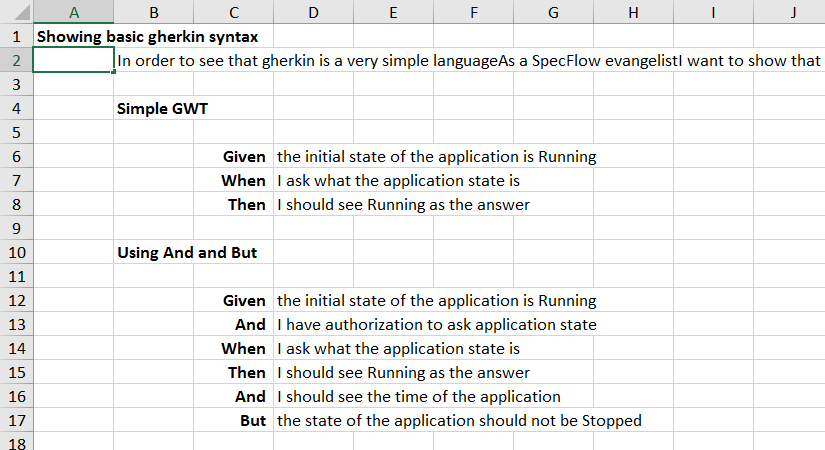 A B C D E F G H I J
1 Showing basic gherkin syntax
2 In order to see that gherkin is a very simple languageAs a SpecFlow evangelistI want to show that
3
4 Simple GWT
5
6 Given the initial state of the application is Running
7 When I ask what the application state is
8 Then I should see Running as the answer
9
10 Using And and But
11
12 Given the initial state of the application is Running
13 And I have authorization to ask application state
14 When I ask what the application state is
15 Then I should see Running as the answer
16 And I should see the time of the application
17 But the state of the application should not be Stopped
18